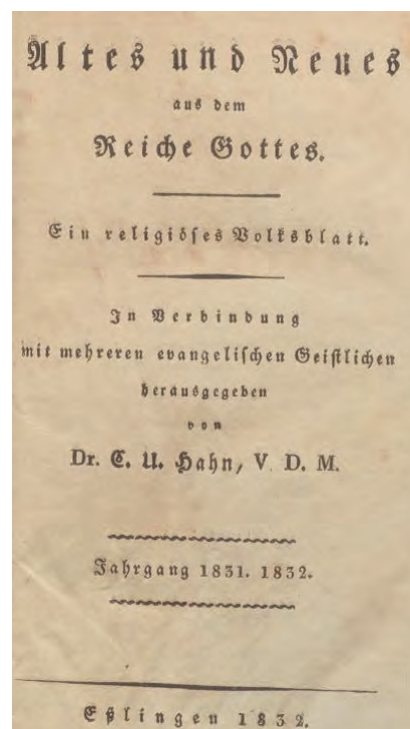 Altes und Neues
aus dem
Reiche Gottes.
Ein religiöses Volksblatt.
In Verbindung
mit mehreren evangelischen Geistlichen
herausgegeben
von
Dr. C. U. Hahn, V. D. M.
Jahrgang 1831. 1832.
Eßlingen 1832.